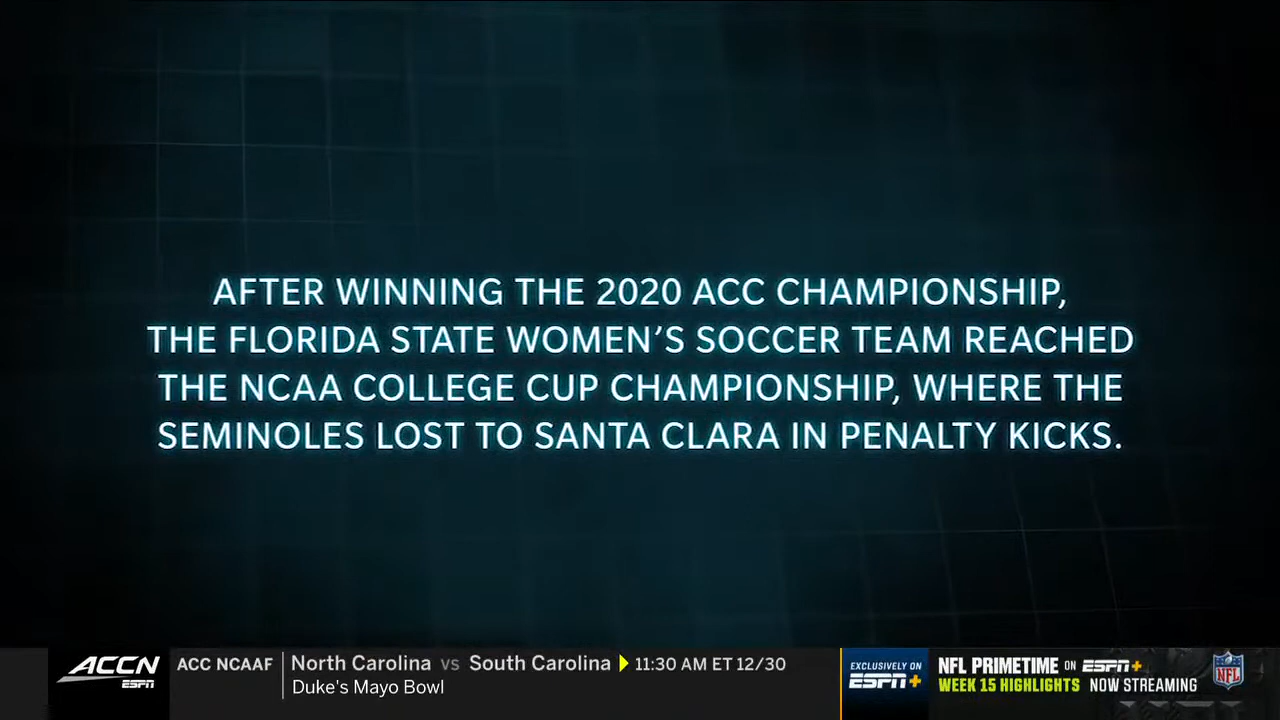 AFTER WINNING THE 2020 ACC CHAMPIONSHIP,
THE FLORIDA STATE WOMEN'S SOCCER TEAM REACHED
THE NCAA COLLEGE CUP CHAMPIONSHIP, WHERE THE
SEMINOLES LOST TO SANTA CLARA IN PENALTY KICKS.
ACCN
ESPN
ACC NCAAF
North Carolina vs South Carolina 11:30 AM ET 12/30
Duke's Mayo Bowl
EXCLUSIVELY ON
ESPN+
NFL PRIMETIME ON ESPN+
WEEK 15 HIGHLIGHTS NOW STREAMING
NFL